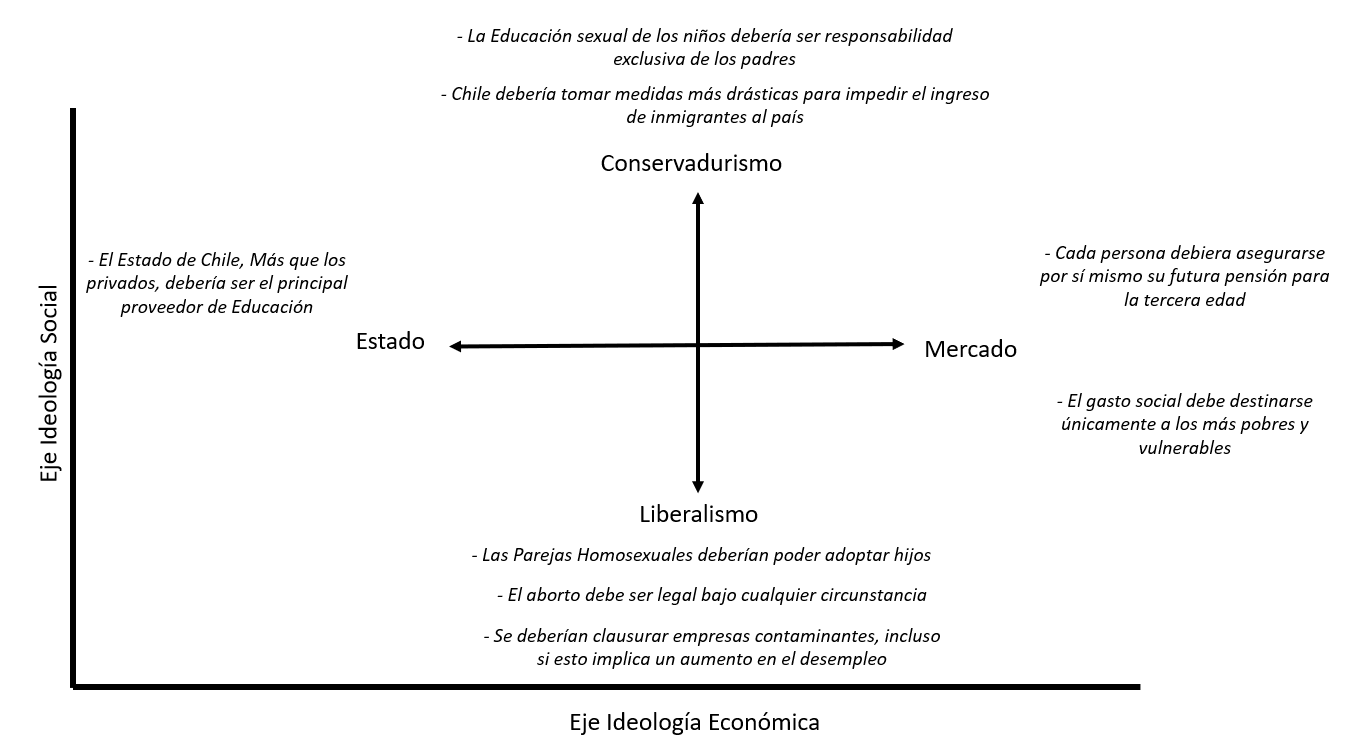 - La Educación sexual de los niños debería ser responsabilidad
exclusiva de los padres
- Chile debería tomar medidas más drásticas para impedir el ingreso
de inmigrantes al país
Conservadurismo
- El Estado de Chile, Más que los
privados, debería ser el principal
proveedor de Educación
- Cada persona debiera asegurarse
por sí mismo su futura pensión para
la tercera edad
Eje Ideología Social
Estado
Mercado
- El gasto social debe destinarse
únicamente a los más pobres y
vulnerables
Liberalismo
- Las Parejas Homosexuales deberían poder adoptar hijos
- El aborto debe ser legal bajo cualquier circunstancia
- Se deberían clausurar empresas contaminantes, incluso
si esto implica un aumento en el desempleo
Eje Ideología Económica